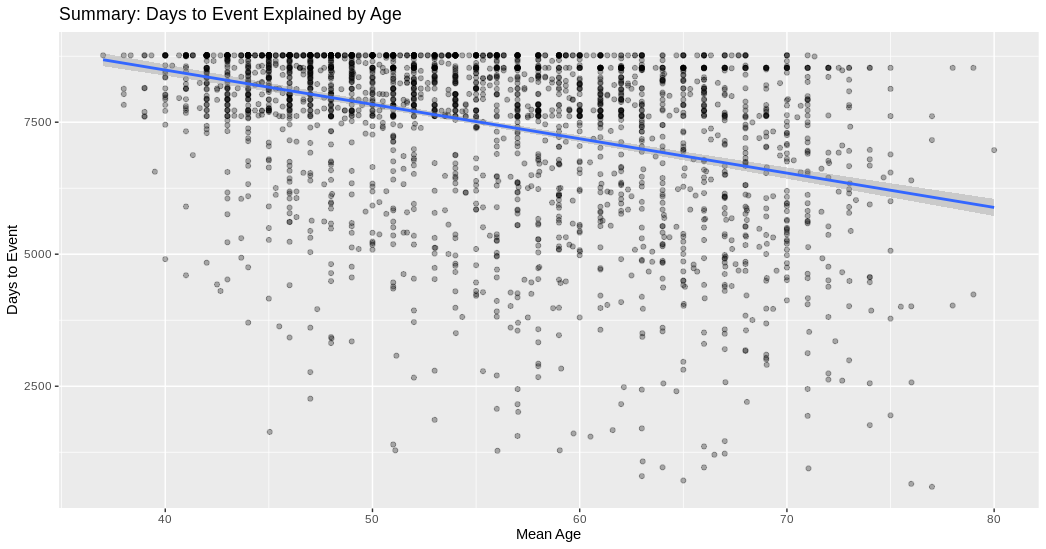 Summary: Days to Event Explained by Age
7500
5000
2500
Days to Event
40 50 60 70 80
Mean Age